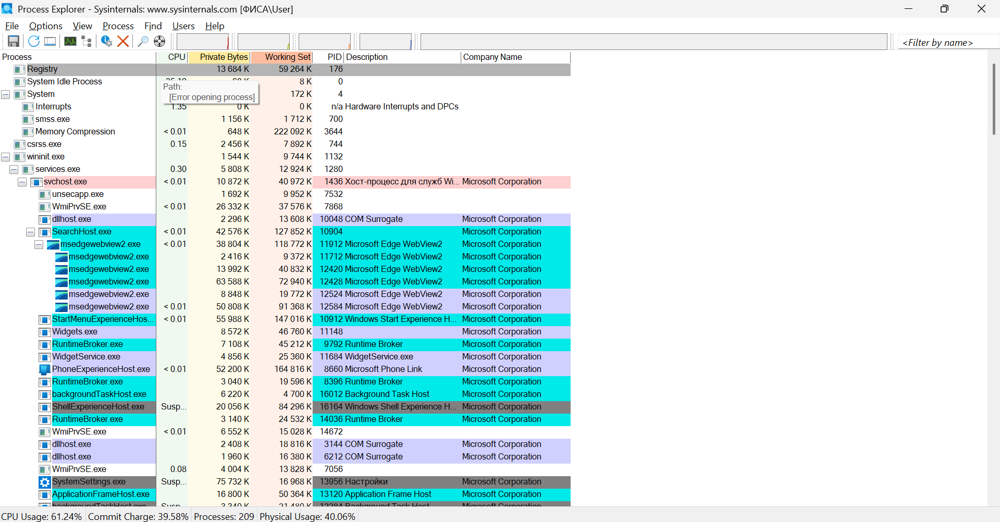 Process Explorer - Sysinternals: www.sysinternals.com [ФИСА\User]
File Options View Process Find Users Help
<Filter by name>
Process CPU Private Bytes Working Set PID Description Company Name
Registry 13 684 K 59 264 K 176
System Idle Process 8 K 0
Path:
[Error opening process]
System 172 K 4
Interrupts 1.35 0 K 0 K n/a Hardware Interrupts and DPCs
smss.exe 1 156 K 1 712 K 700
Memory Compression < 0.01 648 K 222 092 K 3644
csrss.exe 0.15 2 456 K 7 892 K 744
wininit.exe 1 544 K 9 744 K 1132
services.exe 0.30 5 808 K 12 924 K 1280
svchost.exe < 0.01 10 872 K 40 972 K 1436 Хост-процесс для служб Wi... Microsoft Corporation
unsecapp.exe 1 692 K 9 952 K 7532
WmiPrvSE.exe < 0.01 26 332 K 37 576 K 7868
dllhost.exe 2 296 K 13 608 K 10048 COM Surrogate Microsoft Corporation
SearchHost.exe < 0.01 42 576 K 127 852 K 10904 Microsoft Corporation
msedgewebview2.exe < 0.01 38 804 K 118 772 K 11912 Microsoft Edge WebView2 Microsoft Corporation
msedgewebview2.exe 2 416 K 9 372 K 11712 Microsoft Edge WebView2 Microsoft Corporation
msedgewebview2.exe 13 992 K 40 832 K 12420 Microsoft Edge WebView2 Microsoft Corporation
msedgewebview2.exe 63 588 K 72 940 K 12428 Microsoft Edge WebView2 Microsoft Corporation
msedgewebview2.exe 8 848 K 19 772 K 12524 Microsoft Edge WebView2 Microsoft Corporation
msedgewebview2.exe < 0.01 50 808 K 91 368 K 12584 Microsoft Edge WebView2 Microsoft Corporation
StartMenuExperienceHos... < 0.01 55 988 K 147 016 K 10912 Windows Start Experience H... Microsoft Corporation
Widgets.exe 8 572 K 46 760 K 11148 Microsoft Corporation
RuntimeBroker.exe 7 108 K 45 212 K 9792 Runtime Broker Microsoft Corporation
WidgetService.exe 4 856 K 25 360 K 11684 WidgetService.exe Microsoft Corporation
PhoneExperienceHost.exe < 0.01 52 200 K 164 816 K 8660 Microsoft Phone Link Microsoft Corporation
RuntimeBroker.exe 3 040 K 19 596 K 8396 Runtime Broker Microsoft Corporation
backgroundTaskHost.exe 6 220 K 4 700 K 16012 Background Task Host Microsoft Corporation
ShellExperienceHost.exe Susp... 20 056 K 84 296 K 16164 Windows Shell Experience H... Microsoft Corporation
RuntimeBroker.exe 3 140 K 24 532 K 14036 Runtime Broker Microsoft Corporation
WmiPrvSE.exe < 0.01 6 552 K 15 028 K 14672
dllhost.exe 2 408 K 18 816 K 3144 COM Surrogate Microsoft Corporation
dllhost.exe 1 960 K 16 380 K 6212 COM Surrogate Microsoft Corporation
WmiPrvSE.exe 0.08 4 004 K 13 828 K 7056
SystemSettings.exe Susp... 75 732 K 16 968 K 13956 Настройки Microsoft Corporation
ApplicationFrameHost.exe 16 800 K 50 364 K 13120 Application Frame Host Microsoft Corporation
backgroundTaskHost.exe Susp... 3 340 K 21 480 K 12284 Background Task Host Microsoft Corporation
CPU Usage: 61.24% Commit Charge: 39.58% Processes: 209 Physical Usage: 40.06%